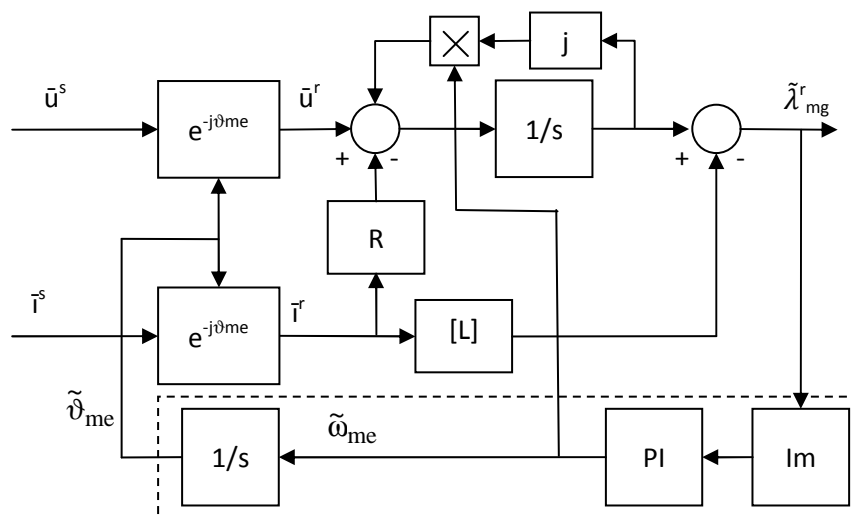 j
ū^s
e^-jϑme
ū^r
1/s
λ̃^r_mg
+
-
+
-
R
ī^s
e^-jϑme
ī^r
[L]
ϑ̃_me
1/s
ω̃_me
PI
Im